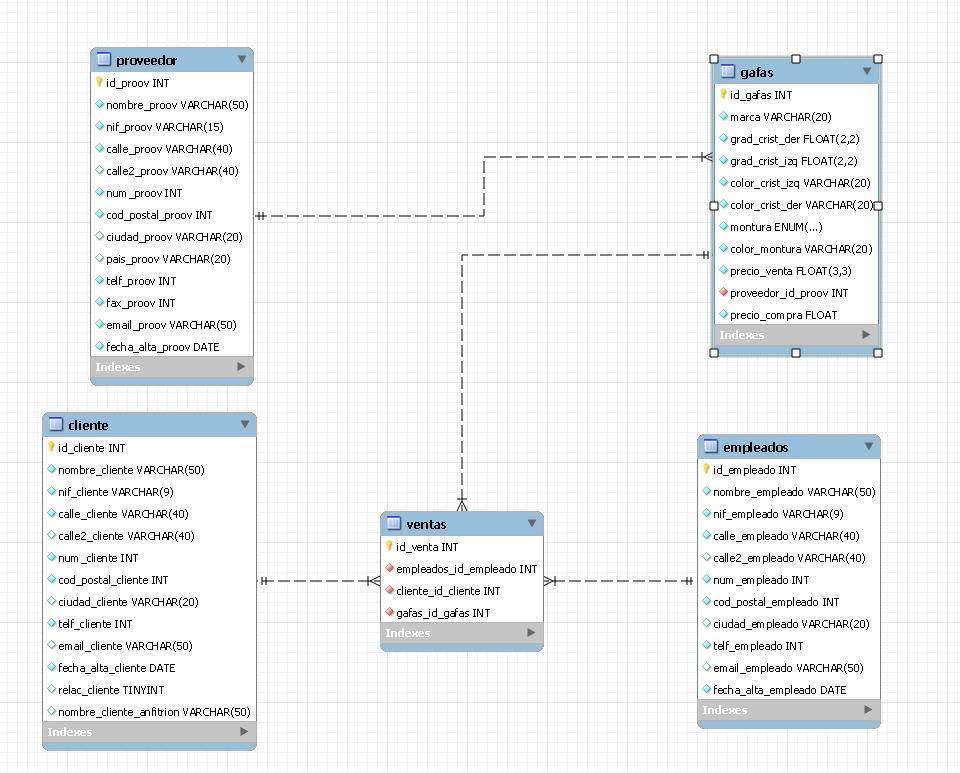 proveedor
id_proov INT
nombre_proov VARCHAR(50)
nif_proov VARCHAR(15)
calle_proov VARCHAR(40)
calle2_proov VARCHAR(40)
num_proov INT
cod_postal_proov INT
ciudad_proov VARCHAR(20)
pais_proov VARCHAR(20)
telf_proov INT
fax_proov INT
email_proov VARCHAR(50)
fecha_alta_proov DATE
Indexes
gafas
id_gafas INT
marca VARCHAR(20)
grad_crist_der FLOAT(2,2)
grad_crist_izq FLOAT(2,2)
color_crist_izq VARCHAR(20)
color_crist_der VARCHAR(20)
montura ENUM(...)
color_montura VARCHAR(20)
precio_venta FLOAT(3,3)
proveedor_id_proov INT
precio_compra FLOAT
Indexes
cliente
id_cliente INT
nombre_cliente VARCHAR(50)
nif_cliente VARCHAR(9)
calle_cliente VARCHAR(40)
calle2_cliente VARCHAR(40)
num_cliente INT
cod_postal_cliente INT
ciudad_cliente VARCHAR(20)
telf_cliente INT
email_cliente VARCHAR(50)
fecha_alta_cliente DATE
relac_cliente TINYINT
nombre_cliente_anfitrion VARCHAR(50)
Indexes
ventas
id_venta INT
empleados_id_empleado INT
cliente_id_cliente INT
gafas_id_gafas INT
Indexes
empleados
id_empleado INT
nombre_empleado VARCHAR(50)
nif_empleado VARCHAR(9)
calle_empleado VARCHAR(40)
calle2_empleado VARCHAR(40)
num_empleado INT
cod_postal_empleado INT
ciudad_empleado VARCHAR(20)
telf_empleado INT
email_empleado VARCHAR(50)
fecha_alta_empleado DATE
Indexes